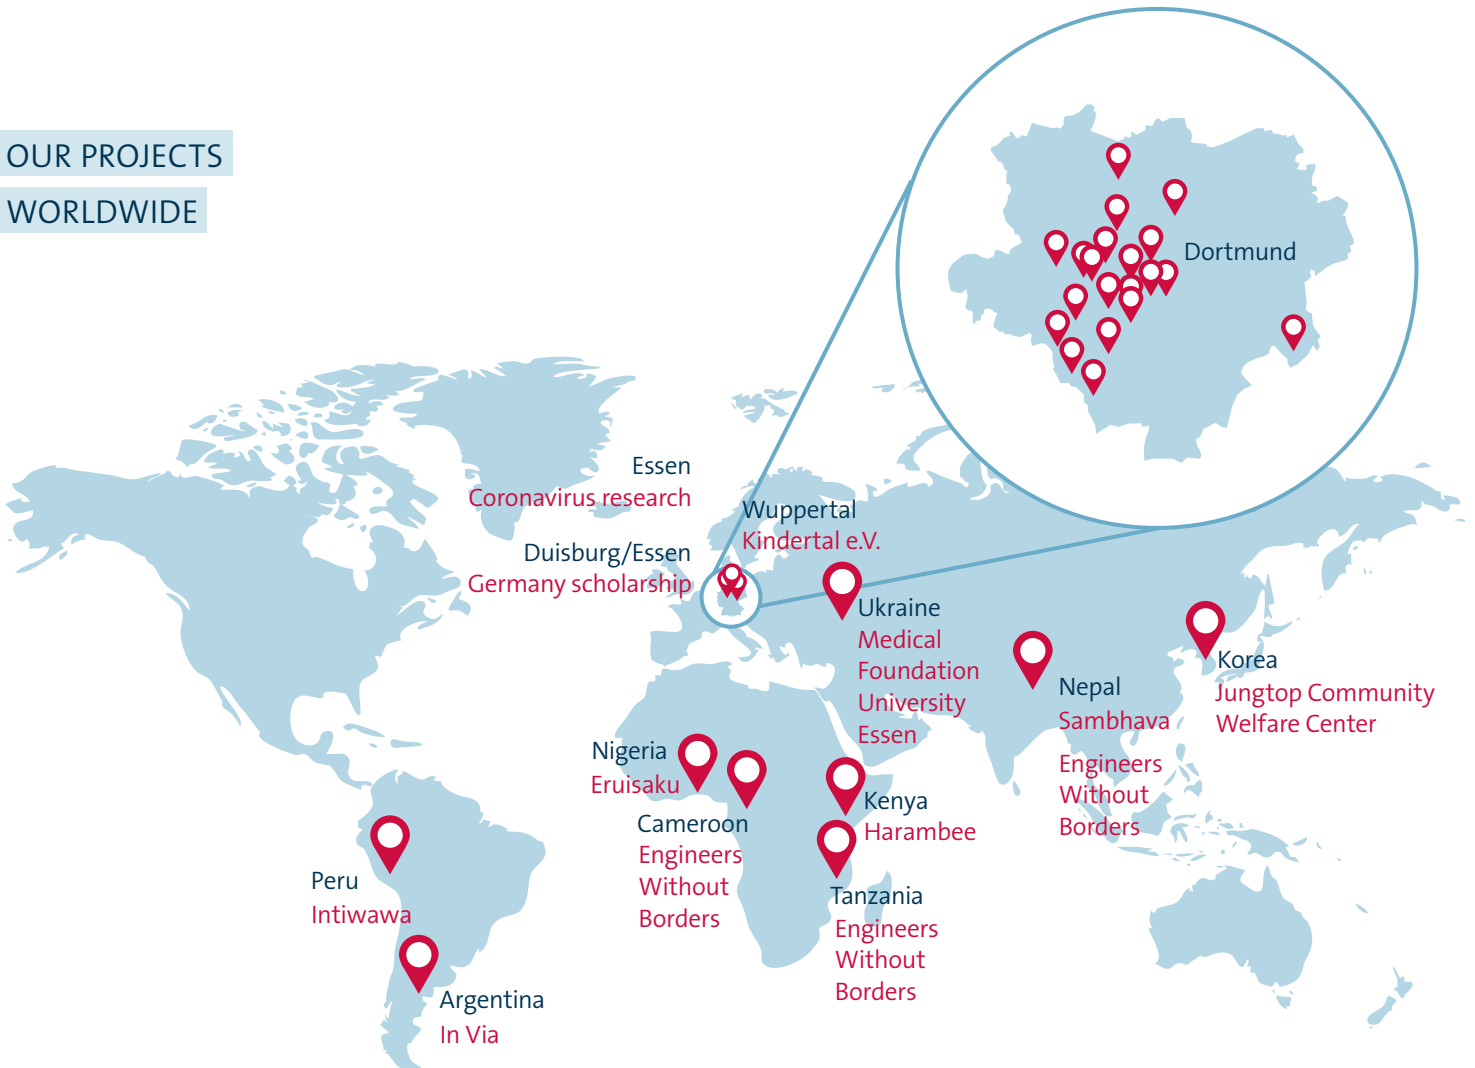 OUR PROJECTS
WORLDWIDE
Dortmund
Essen
Coronavirus research
Wuppertal
Kindertal e.V.
Duisburg/Essen
Germany scholarship
Ukraine
Medical
Foundation
University
Essen
Korea
Jungtop Community
Welfare Center
Nepal
Sambhava
Engineers
Without
Borders
Nigeria
Eruisaku
Cameroon
Engineers
Without
Borders
Kenya
Harambee
Tanzania
Engineers
Without
Borders
Peru
Intiwawa
Argentina
In Via